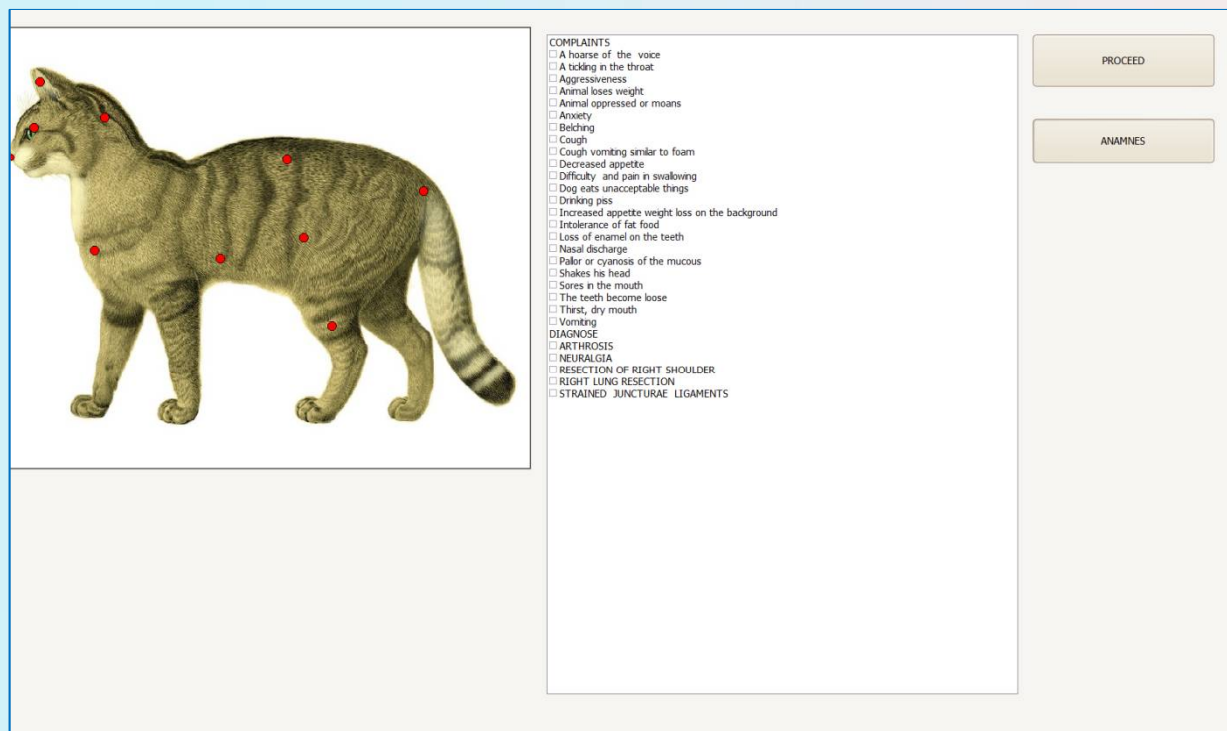 COMPLAINTS
A hoarse of the voice
A tickling in the throat
Aggressiveness
Animal loses weight
Animal oppressed or moans
Anxiety
Belching
Cough
Cough vomiting similar to foam
Decreased appetite
Difficulty and pain in swallowing
Dog eats unacceptable things
Drinking piss
Increased appetite weight loss on the background
Intolerance of fat food
Loss of enamel on the teeth
Nasal discharge
Pallor or cyanosis of the mucous
Shakes his head
Sores in the mouth
The teeth become loose
Thirst, dry mouth
Vomiting
DIAGNOSE
ARTHROSIS
NEURALGIA
RESECTION OF RIGHT SHOULDER
RIGHT LUNG RESECTION
STRAINED JUNCTURAE LIGAMENTS
PROCEED
ANAMNES